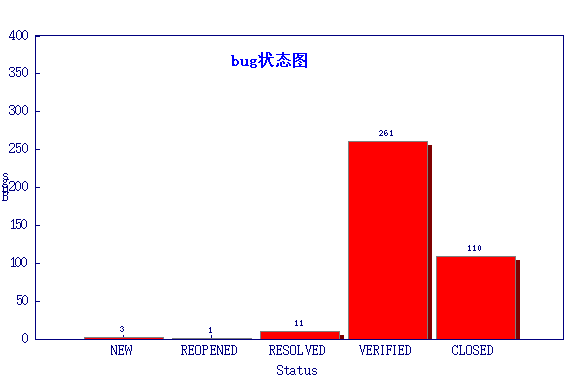 bug状态图
400
350
300
250
200
150
100
50
0
3
1
11
261
110
NEW
REOPENED
RESOLVED
VERIFIED
CLOSED
Status